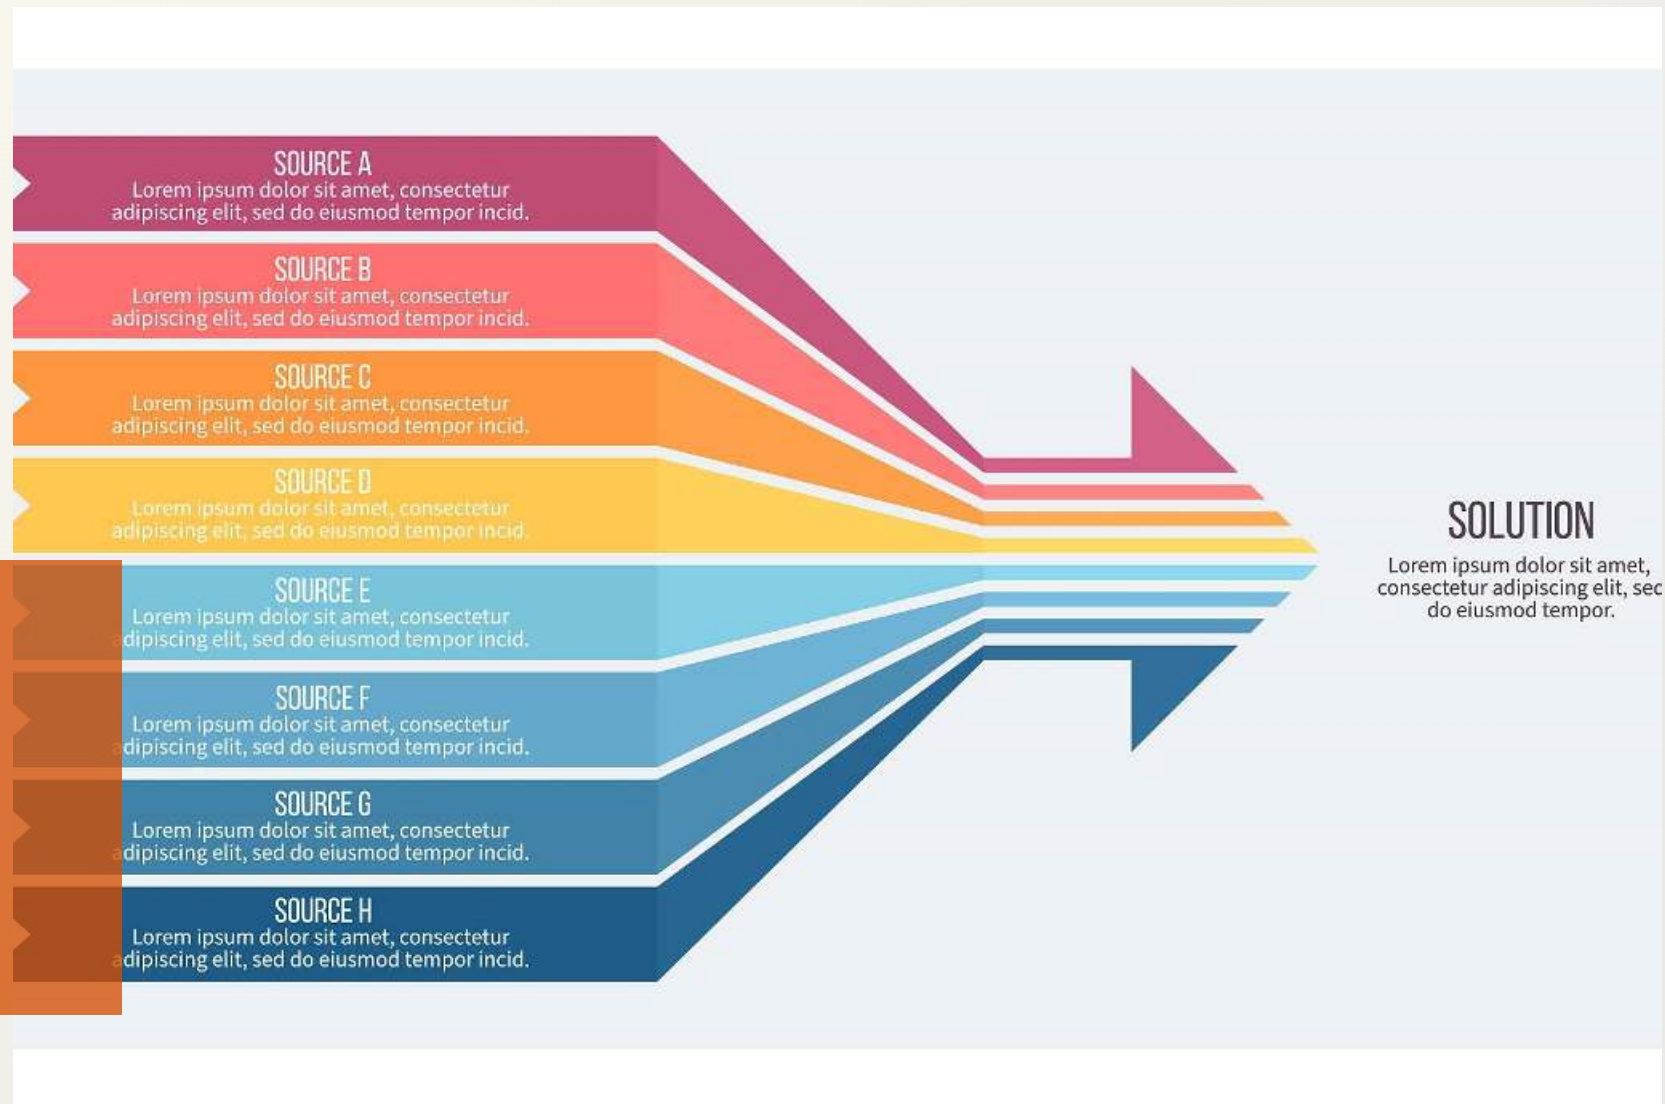 SOURCE A
Lorem ipsum dolor sit amet, consectetur
adipiscing elit, sed do eiusmod tempor incid.
SOURCE B
Lorem ipsum dolor sit amet, consectetur
adipiscing elit, sed do eiusmod tempor incid.
SOURCE C
Lorem ipsum dolor sit amet, consectetur
adipiscing elit, sed do eiusmod tempor incid.
SOURCE D
Lorem ipsum dolor sit amet, consectetur
adipiscing elit, sed do eiusmod tempor incid.
SOURCE E
Lorem ipsum dolor sit amet, consectetur
adipiscing elit, sed do eiusmod tempor incid.
SOURCE F
Lorem ipsum dolor sit amet, consectetur
adipiscing elit, sed do eiusmod tempor incid.
SOURCE G
Lorem ipsum dolor sit amet, consectetur
adipiscing elit, sed do eiusmod tempor incid.
SOURCE H
Lorem ipsum dolor sit amet, consectetur
adipiscing elit, sed do eiusmod tempor incid.
SOLUTION
Lorem ipsum dolor sit amet,
consectetur adipiscing elit, sec
do eiusmod tempor.